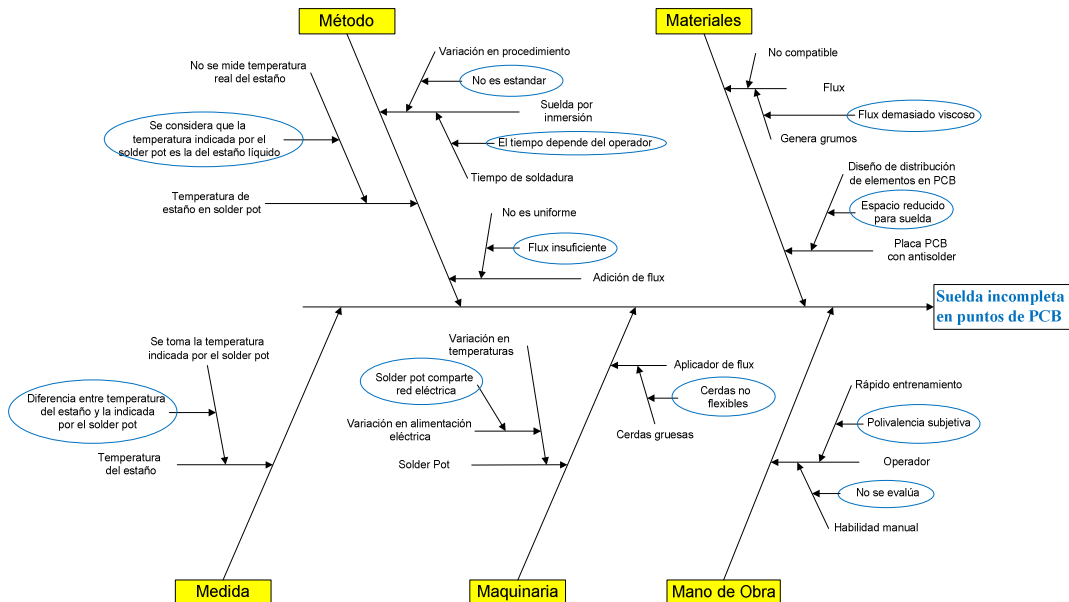 Método
Materiales
Variación en procedimiento
No es estandar
Suelda por
inmersión
El tiempo depende del operador
Tiempo de soldadura
No se mide temperatura
real del estaño
Se considera que la
temperatura indicada por el
solder pot es la del estaño líquido
Temperatura de
estaño en solder pot
No es uniforme
Flux insuficiente
Adición de flux
No compatible
Flux
Flux demasiado viscoso
Genera grumos
Diseño de distribución
de elementos en PCB
Espacio reducido
para suelda
Placa PCB
con antisolder
Suelda incompleta
en puntos de PCB
Se toma la temperatura
indicada por el solder pot
Diferencia entre temperatura
del estaño y la indicada
por el solder pot
Temperatura
del estaño
Variación en
temperaturas
Solder pot comparte
red eléctrica
Variación en alimentación
eléctrica
Solder Pot
Aplicador de flux
Cerdas no
flexibles
Cerdas gruesas
Rápido entrenamiento
Polivalencia subjetiva
Operador
No se evalúa
Habilidad manual
Medida
Maquinaria
Mano de Obra